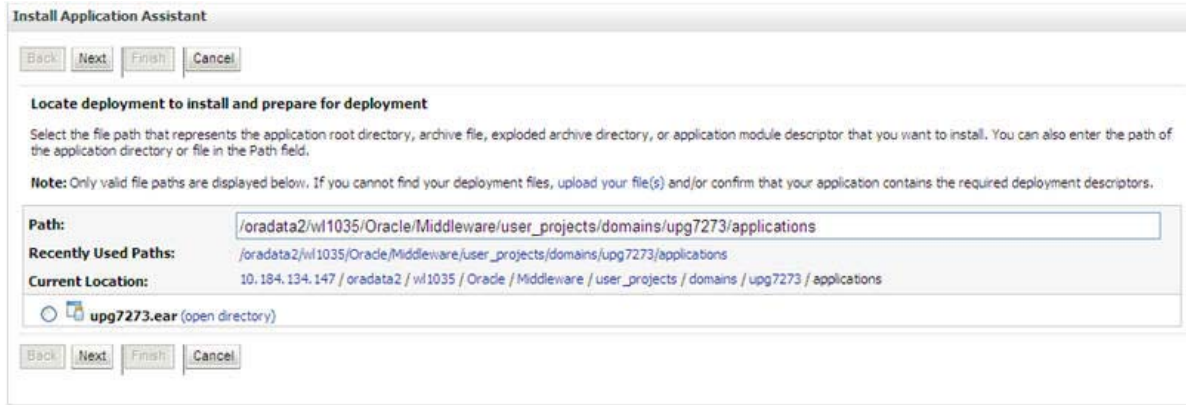 Install Application Assistant
Back Next Finish Cancel
Locate deployment to install and prepare for deployment
Select the file path that represents the application root directory, archive file, exploded archive directory, or application module descriptor that you want to install. You can also enter the path of
the application directory or file in the Path field.
Note: Only valid file paths are displayed below. If you cannot find your deployment files, upload your file(s) and/or confirm that your application contains the required deployment descriptors.
Path: /oradata2/wl1035/Oracle/Middleware/user_projects/domains/upg7273/applications
Recently Used Paths: /oradata2/wl1035/Oracle/Middleware/user_projects/domains/upg7273/applications
Current Location: 10.184.134.147 / oradata2 / wl1035 / Oracle / Middleware / user_projects / domains / upg7273 / applications
upg7273.ear (open directory)
Back Next Finish Cancel